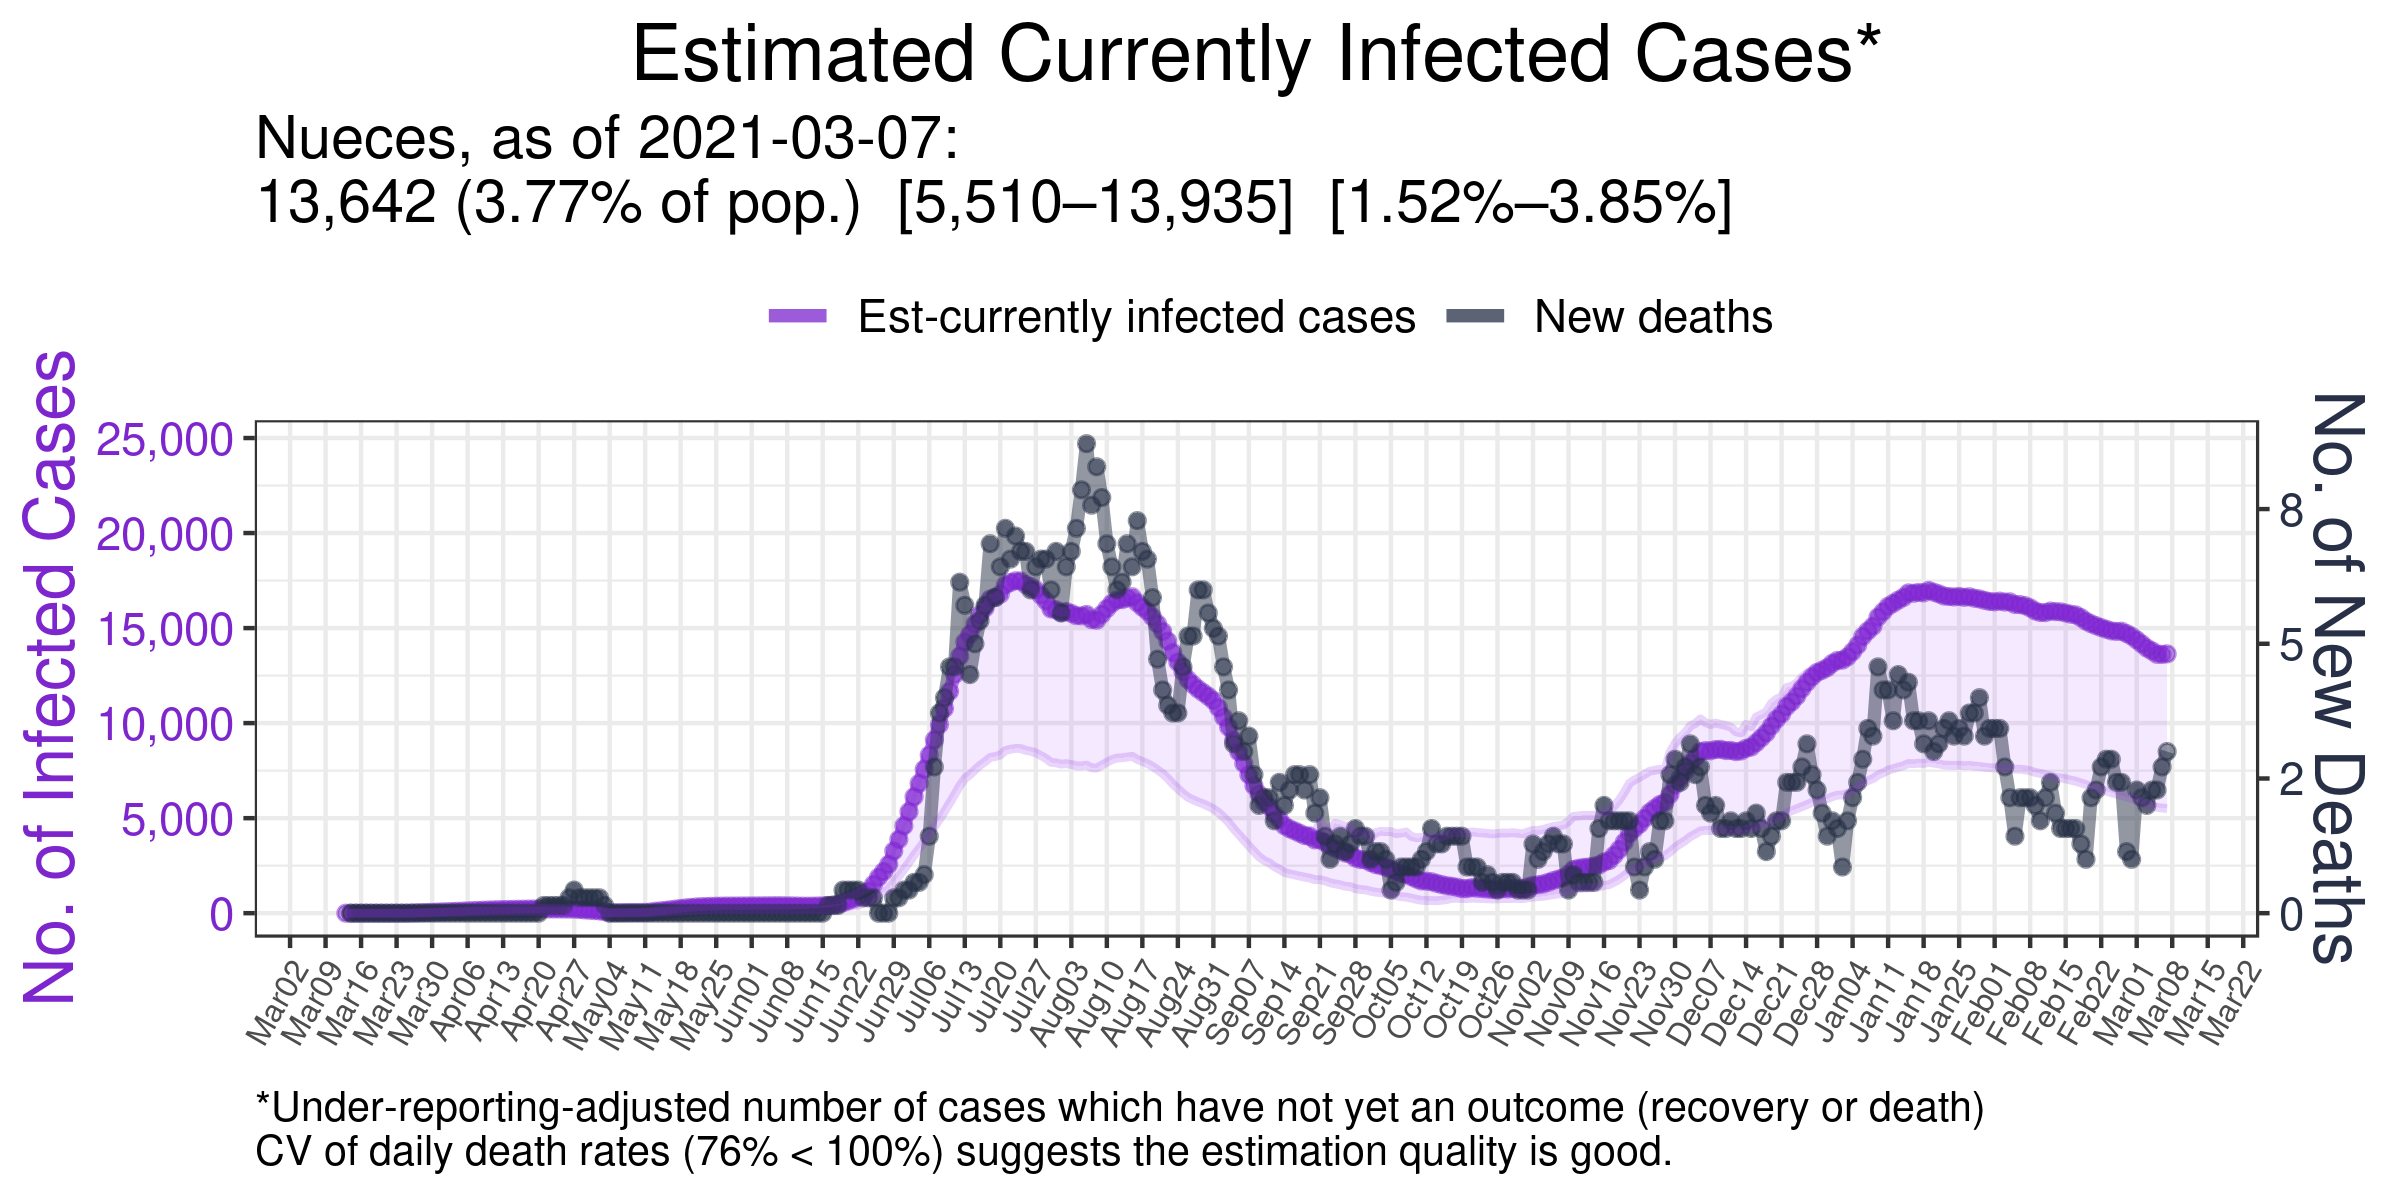 Estimated Currently Infected Cases*
Nueces, as of 2021-03-07:
13,642 (3.77% of pop.) [5,510–13,935] [1.52%–3.85%]
Est-currently infected cases New deaths
No. of Infected Cases
25,000
20,000
15,000
10,000
5,000
0
8
5
2
0
No. of New Deaths
Mar02 Mar09 Mar16 Mar23 Mar30 Apr06 Apr13 Apr20 Apr27 May04 May11 May18 May25 Jun01 Jun08 Jun15 Jun22 Jun29 Jul06 Jul13 Jul20 Jul27 Aug03 Aug10 Aug17 Aug24 Aug31 Sep07 Sep14 Sep21 Sep28 Oct05 Oct12 Oct19 Oct26 Nov02 Nov09 Nov16 Nov23 Nov30 Dec07 Dec14 Dec21 Dec28 Jan04 Jan11 Jan18 Jan25 Feb01 Feb08 Feb15 Feb22 Mar01 Mar08 Mar15 Mar22
*Under-reporting-adjusted number of cases which have not yet an outcome (recovery or death)
CV of daily death rates (76% < 100%) suggests the estimation quality is good.